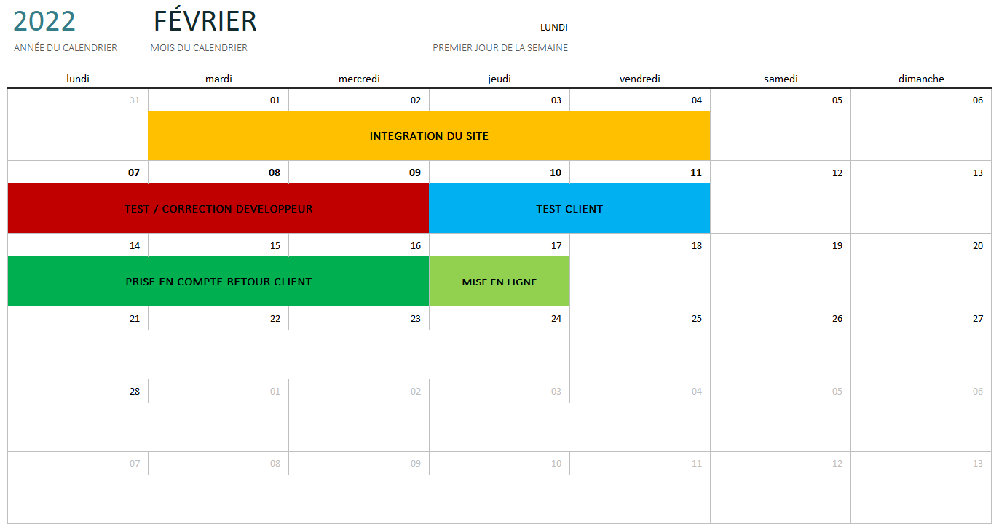 2022 FÉVRIER LUNDI
ANNÉE DU CALENDRIER MOIS DU CALENDRIER PREMIER JOUR DE LA SEMAINE
lundi mardi mercredi jeudi vendredi samedi dimanche
31 01 02 03 04 05 06
INTEGRATION DU SITE
07 08 09 10 11 12 13
TEST / CORRECTION DEVELOPPEUR TEST CLIENT
14 15 16 17 18 19 20
PRISE EN COMPTE RETOUR CLIENT MISE EN LIGNE
21 22 23 24 25 26 27
28 01 02 03 04 05 06
07 08 09 10 11 12 13